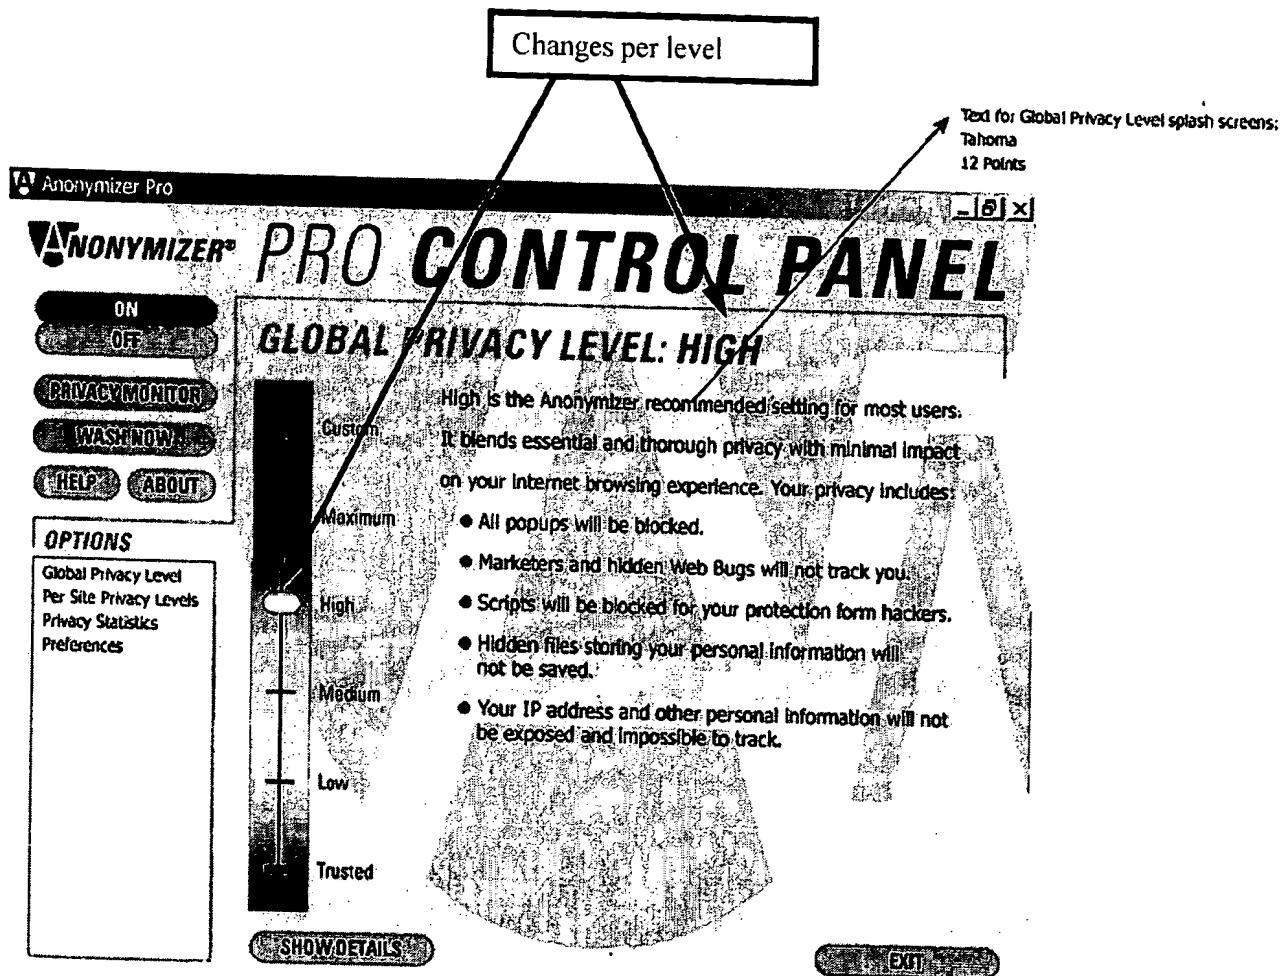 Changes per level
Text for Global Privacy Level splash screens:
Tahoma
12 Points
Anonymizer Pro
ANONYMIZER®
PRO CONTROL PANEL
ON
OFF
PRIVACY MONITOR
WASH NOW
HELP
ABOUT
OPTIONS
Global Privacy Level
Per Site Privacy Levels
Privacy Statistics
Preferences
GLOBAL PRIVACY LEVEL: HIGH
Custom
Maximum
High
Medium
Low
Trusted
High is the Anonymizer recommended setting for most users.
It blends essential and thorough privacy with minimal impact
on your Internet browsing experience. Your privacy includes:
● All popups will be blocked.
● Marketers and hidden Web Bugs will not track you.
● Scripts will be blocked for your protection form hackers.
● Hidden files storing your personal information will
not be saved.
● Your IP address and other personal information will not
be exposed and impossible to track.
SHOW DETAILS
EXIT